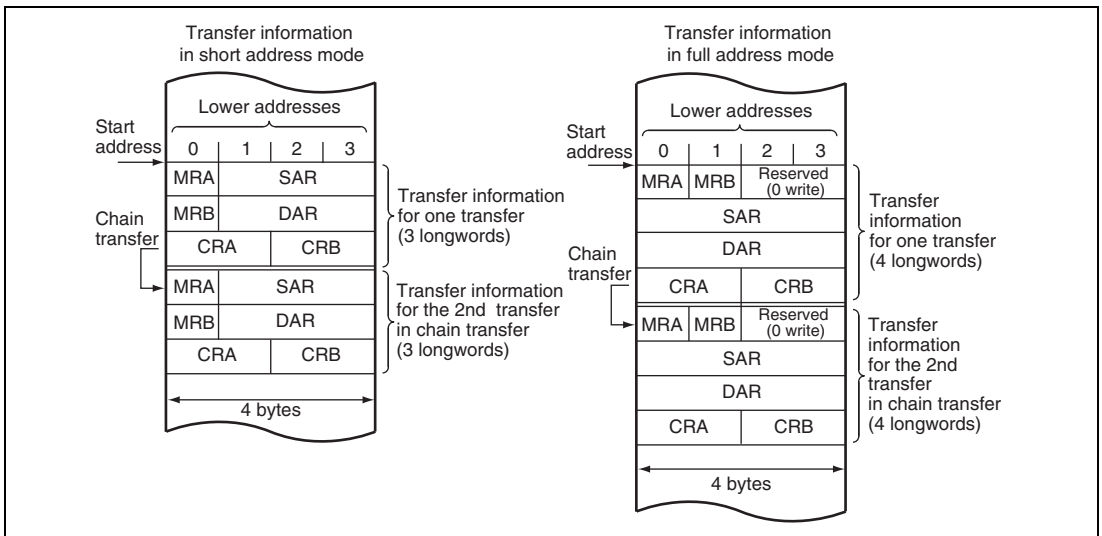 Transfer information
in short address mode
Lower addresses
Start
address
0 1 2 3
MRA SAR
MRB DAR
CRA CRB
Transfer information
for one transfer
(3 longwords)
Chain
transfer
MRA SAR
MRB DAR
CRA CRB
Transfer information
for the 2nd transfer
in chain transfer
(3 longwords)
4 bytes
Transfer information
in full address mode
Lower addresses
Start
address
0 1 2 3
MRA MRB Reserved
(0 write)
SAR
DAR
CRA CRB
Transfer
information
for one transfer
(4 longwords)
Chain
transfer
MRA MRB Reserved
(0 write)
SAR
DAR
CRA CRB
Transfer
information
for the 2nd
transfer
in chain transfer
(4 longwords)
4 bytes